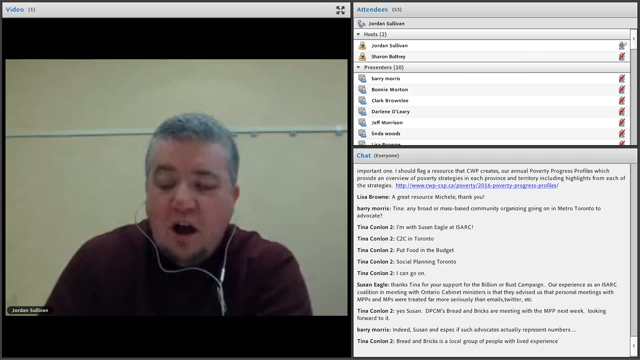 Video (1)
Jordan Sullivan
Attendees (13)
Jordan Sullivan
Hosts (2)
Jordan Sullivan
Sharon Buttrey
Presenters (10)
barry morris
Bonnie Morton
Clark Brownlee
Darlene O'Leary
Jeff Morrison
linda woods
Lisa Browne
Chat (Everyone)
important one. I should flag a resource that CWP creates, our annual Poverty Progress Profiles which
provide an overview of poverty strategies in each province and territory including highlights from each of
the strategies. http://www.cwp-csp.ca/poverty/2016-poverty-progress-profiles/
Lisa Browne: A great resource Michele, thank you!
barry morris: Tina: any broad or mass-based community organizing going on in Metro Toronto to
advocate?
Tina Conlon 2: I'm with Susan Eagle at ISARC!
Tina Conlon 2: C2C in Toronto
Tina Conlon 2: Put Food in the Budget
Tina Conlon 2: Social Planning Toronto
Tina Conlon 2: I can go on.
Susan Eagle: thanks Tina for your support for the Billion or Bust Campaign. Our experience as an ISARC
coalition in meeting with Ontario Cabinet ministers is that they advised us that personal meetings with
MPPs and MPs were treated far more seriously than emails,twitter, etc.
Tina Conlon 2: yes Susan. DPCM's Bread and Bricks are meeting with the MPP next week. looking
forward to it.
barry morris: Indeed, Susan and espec if such advocates actually represent numbers...
Tina Conlon 2: Bread and Bricks is a local group of people with lived experience